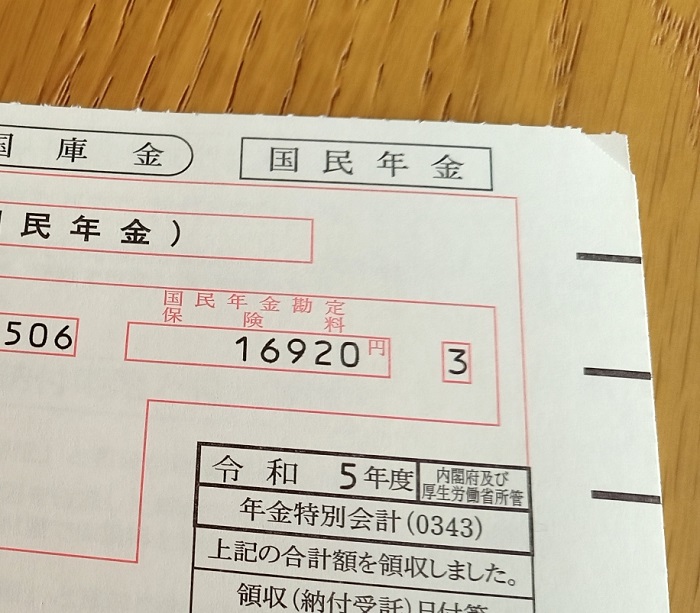 庫金
国民年金
民年金)
国民年金勘定
保険料
506
16920円
3
令和 5年度
内閣府及び
厚生労働省所管
年金特別会計(0343)
上記の合計額を領収しました。
領収(納付受託)日付